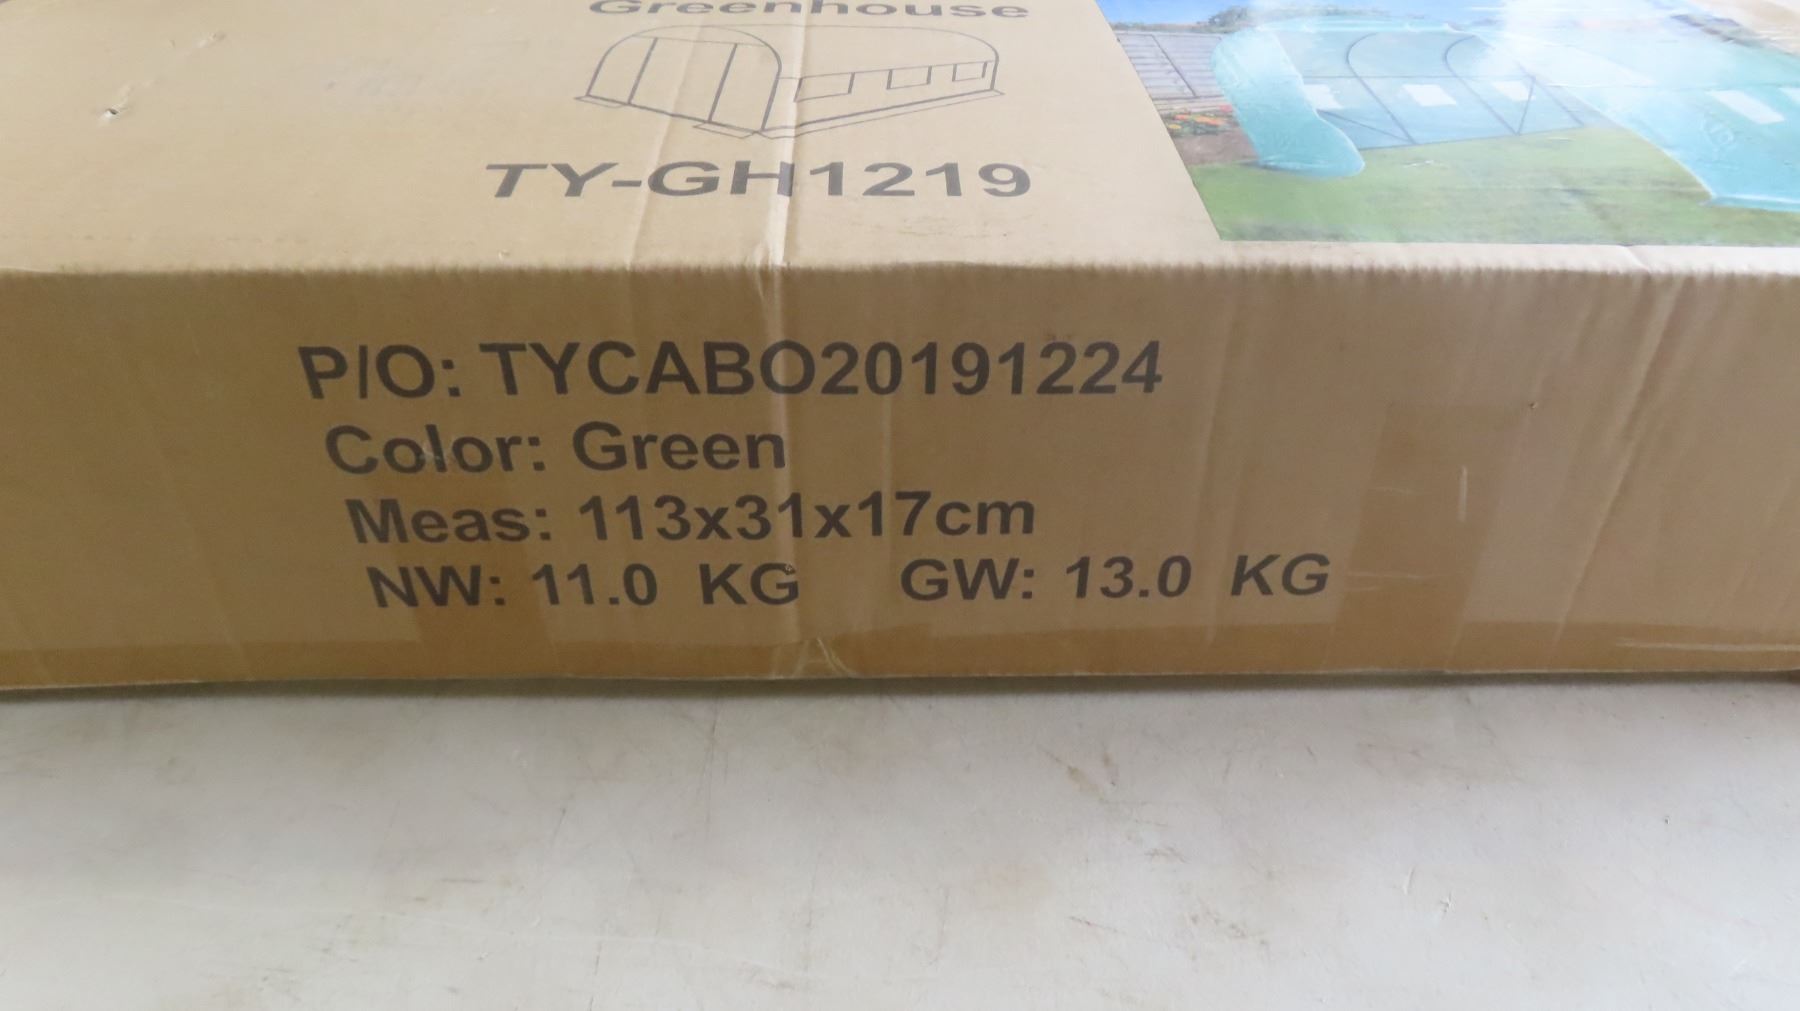 Greenhouse
TY-GH1219
P/O: TYCABO20191224
Color: Green
Meas: 113x31x17cm
NW: 11.0 KG GW: 13.0 KG